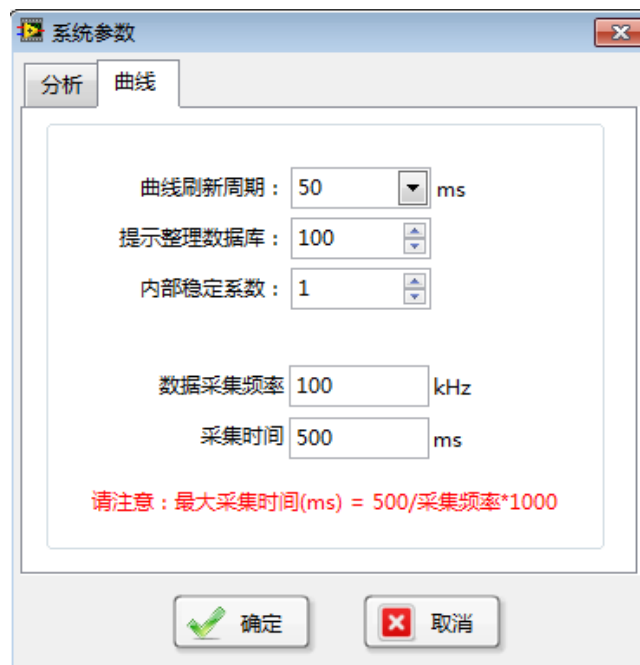 系统参数
分析 曲线
曲线刷新周期： 50 ms
提示整理数据库： 100
内部稳定系数： 1
数据采集频率 100 kHz
采集时间 500 ms
请注意：最大采集时间(ms) = 500/采集频率*1000
确定 取消